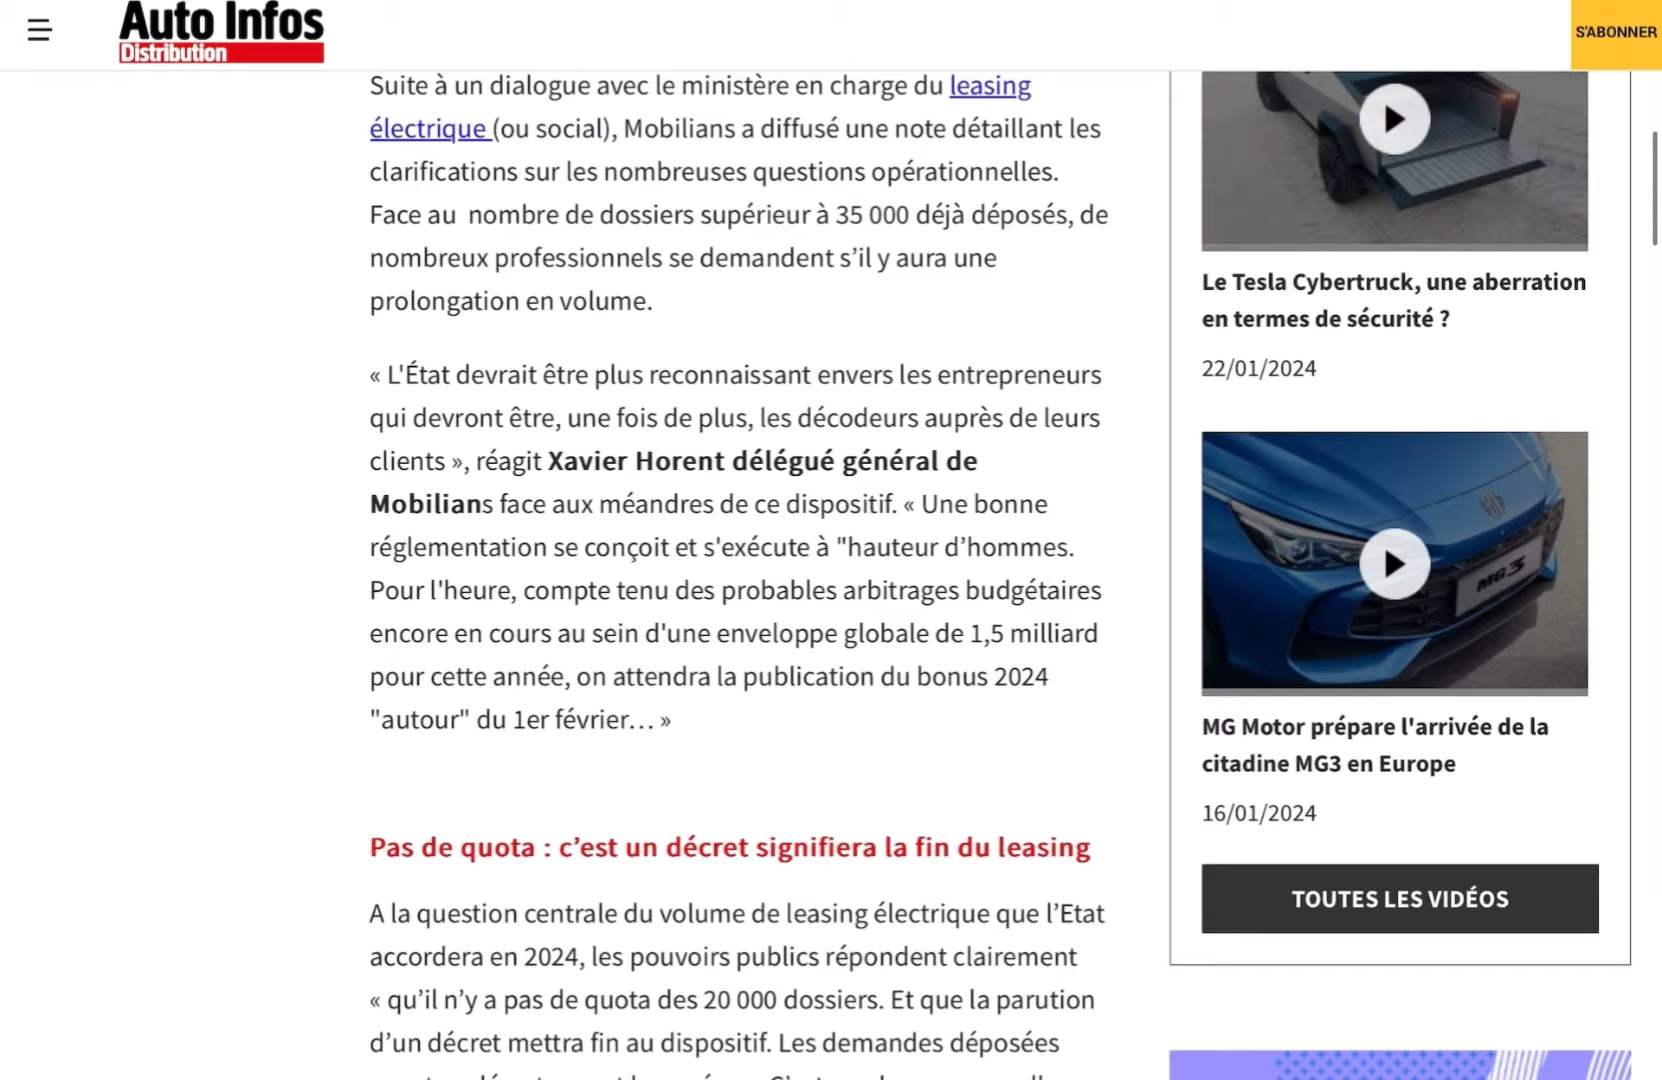 Auto Infos
Distribution
S'ABONNER
Suite à un dialogue avec le ministère en charge du leasing
électrique (ou social), Mobilians a diffusé une note détaillant les
clarifications sur les nombreuses questions opérationnelles.
Face au  nombre de dossiers supérieur à 35 000 déjà déposés, de
nombreux professionnels se demandent s’il y aura une
prolongation en volume.
« L'État devrait être plus reconnaissant envers les entrepreneurs
qui devront être, une fois de plus, les décodeurs auprès de leurs
clients », réagit Xavier Horent délégué général de
Mobilians face aux méandres de ce dispositif. « Une bonne
réglementation se conçoit et s'exécute à "hauteur d’hommes.
Pour l'heure, compte tenu des probables arbitrages budgétaires
encore en cours au sein d'une enveloppe globale de 1,5 milliard
pour cette année, on attendra la publication du bonus 2024
"autour" du 1er février… »
Pas de quota : c’est un décret signifiera la fin du leasing
A la question centrale du volume de leasing électrique que l’Etat
accordera en 2024, les pouvoirs publics répondent clairement
« qu’il n’y a pas de quota des 20 000 dossiers. Et que la parution
d’un décret mettra fin au dispositif. Les demandes déposées
Le Tesla Cybertruck, une aberration
en termes de sécurité ?
22/01/2024
MG3
MG Motor prépare l'arrivée de la
citadine MG3 en Europe
16/01/2024
TOUTES LES VIDÉOS